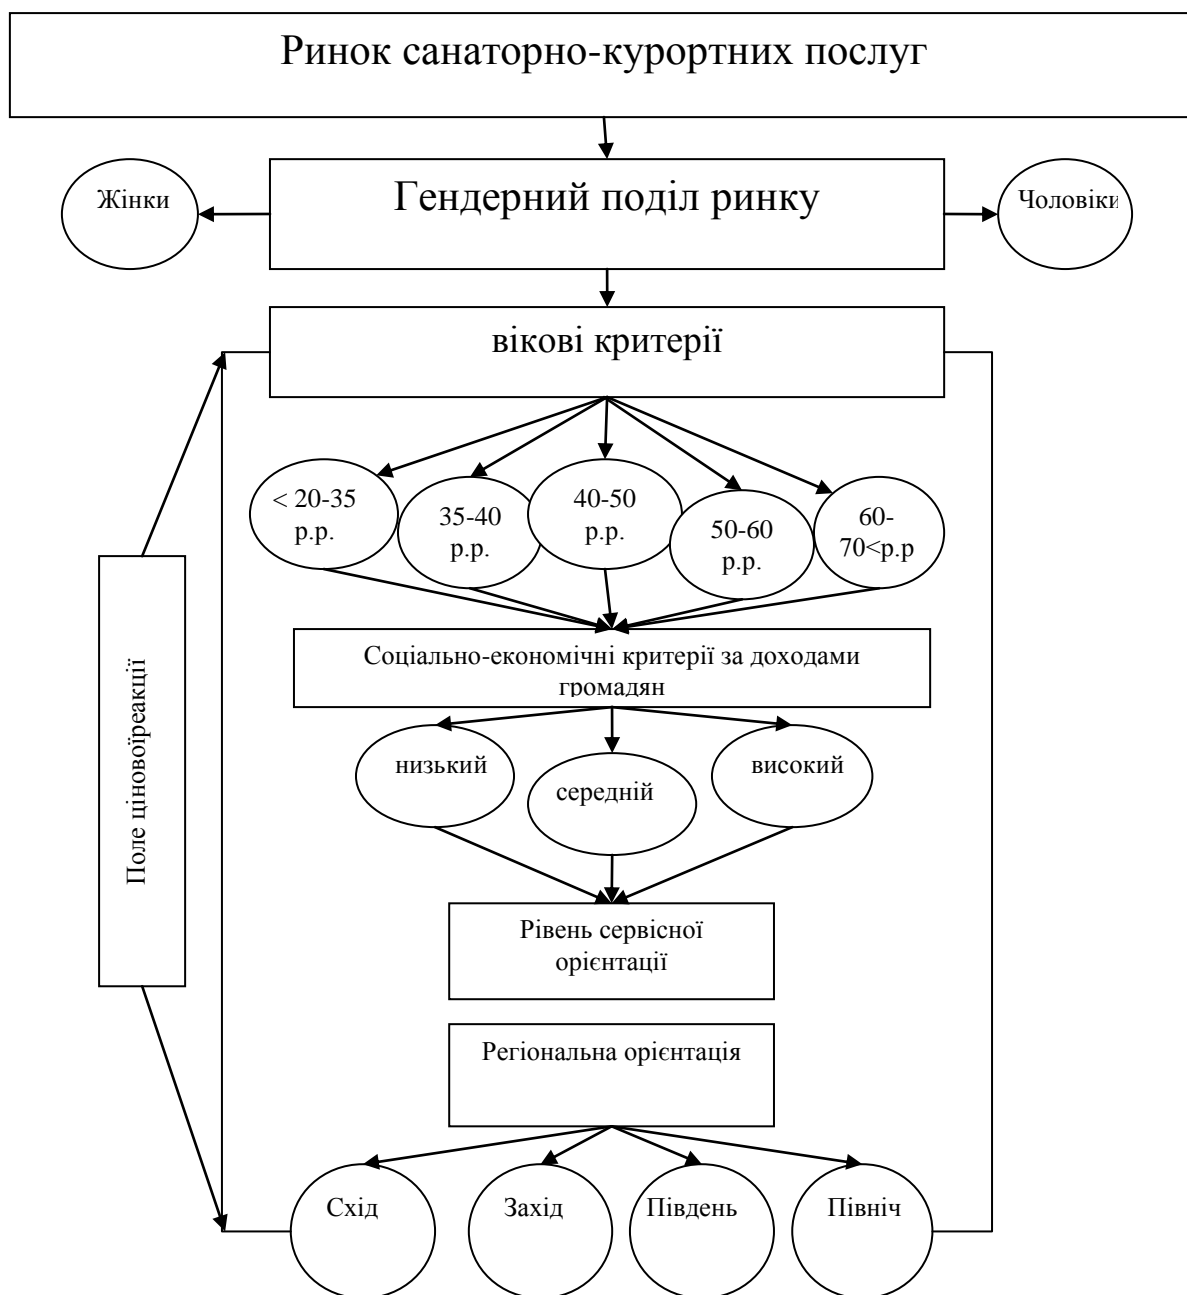 Ринок санаторно-курортних послуг
Жінки
Гендерний поділ ринку
Чоловіки
вікові критерії
< 20-35
р.р.
35-40
р.р.
40-50
р.р.
50-60
р.р.
60-
70<р.р
Соціально-економічні критерії за доходами
громадян
низький
середній
високий
Поле ціновоїреакції
Рівень сервісної
орієнтації
Регіональна орієнтація
Схід
Захід
Південь
Північ